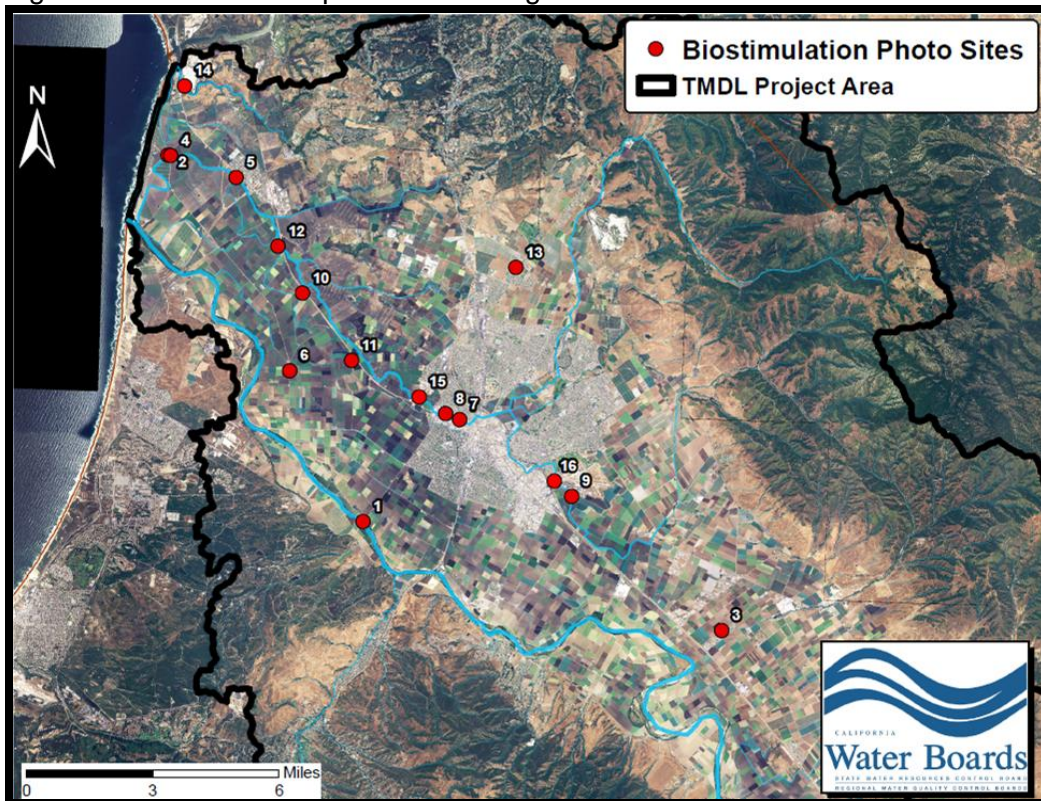 Biostimulation Photo Sites
TMDL Project Area
N
14
4
2
5
12
13
10
11
6
15
8
7
16
9
1
3
Miles
0
3
6
CALIFORNIA
Water Boards
STATE WATER RESOURCES CONTROL BOARD
REGIONAL WATER QUALITY CONTROL BOARDS